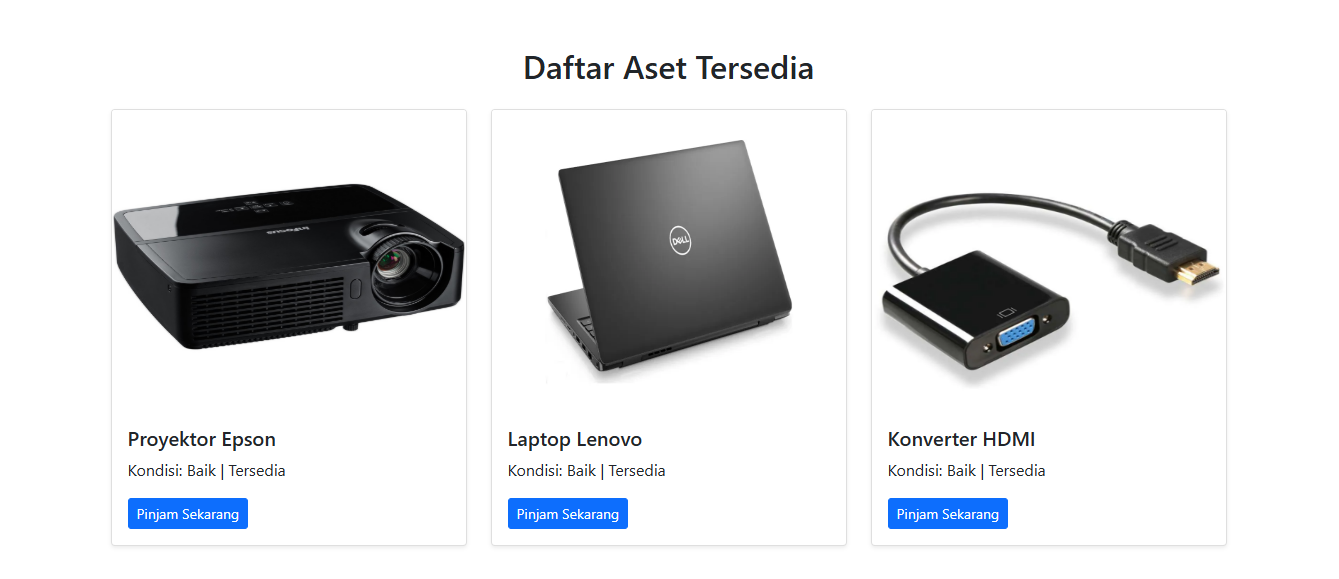 Daftar Aset Tersedia
InFocus
DELL
Proyektor Epson
Laptop Lenovo
Konverter HDMI
Kondisi: Baik | Tersedia
Kondisi: Baik | Tersedia
Kondisi: Baik | Tersedia
Pinjam Sekarang
Pinjam Sekarang
Pinjam Sekarang